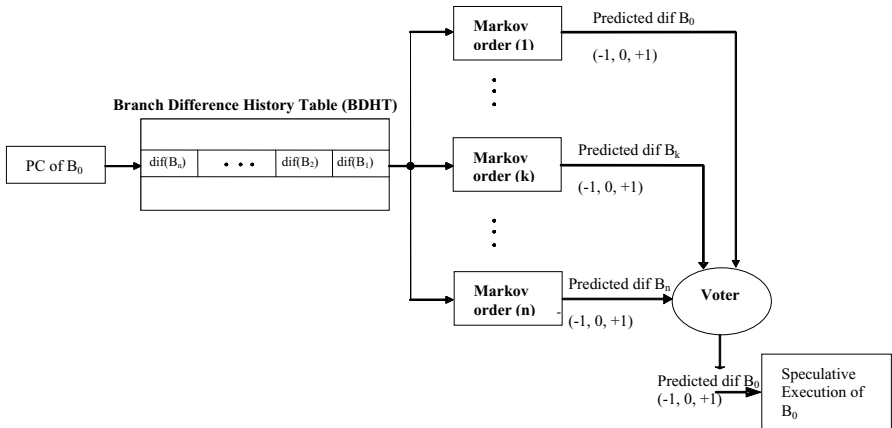 Markov
order (1)
Predicted dif B₀
(-1, 0, +1)
Branch Difference History Table (BDHT)
PC of B₀
dif(Bₙ)
dif(B₂)
dif(B₁)
Markov
order (k)
Predicted dif Bₖ
(-1, 0, +1)
Markov
order (n)
Predicted dif Bₙ
(-1, 0, +1)
Voter
Predicted dif B₀
(-1, 0, +1)
Speculative
Execution of
B₀